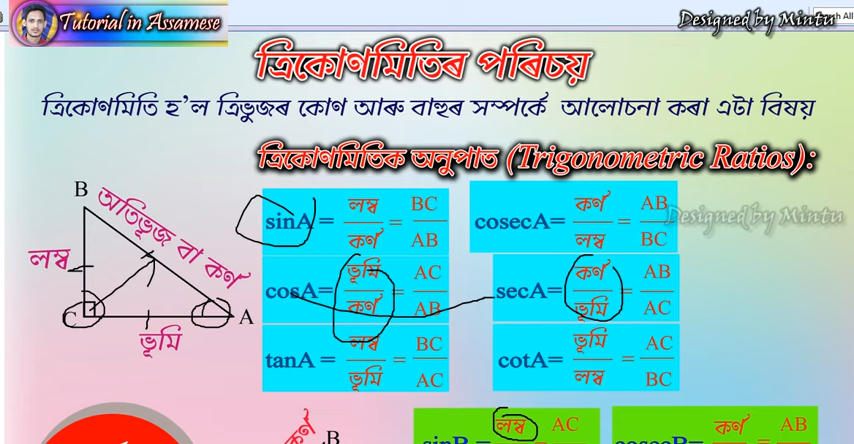 Tutorial in Assamese
Designed by Mintu
ত্ৰিকোণমিতিৰ পৰিচয়
ত্ৰিকোণমিতি হ'ল ত্ৰিভুজৰ কোণ আৰু বাহুৰ সম্পৰ্কে আলোচনা কৰা এটা বিষয়
ত্ৰিকোণমিতিক অনুপাত (Trigonometric Ratios):
B
অতিভূজ বা কৰ্ণ
লম্ব
C
A
ভূমি
sinA = লম্ব/কৰ্ণ = BC/AB
cosecA = কৰ্ণ/লম্ব = AB/BC
Designed by Mintu
cosA = ভূমি/কৰ্ণ = AC/AB
secA = কৰ্ণ/ভূমি = AB/AC
tanA = লম্ব/ভূমি = BC/AC
cotA = ভূমি/লম্ব = AC/BC
কৰ্ণ
B
sinB = লম্ব AC
cosecB = কৰ্ণ = AB